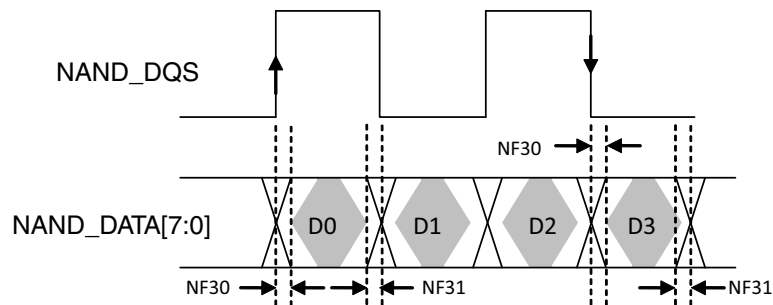 NAND_DQS
NF30
NAND_DATA[7:0]
D0
D1
D2
D3
NF30
NF31
NF31